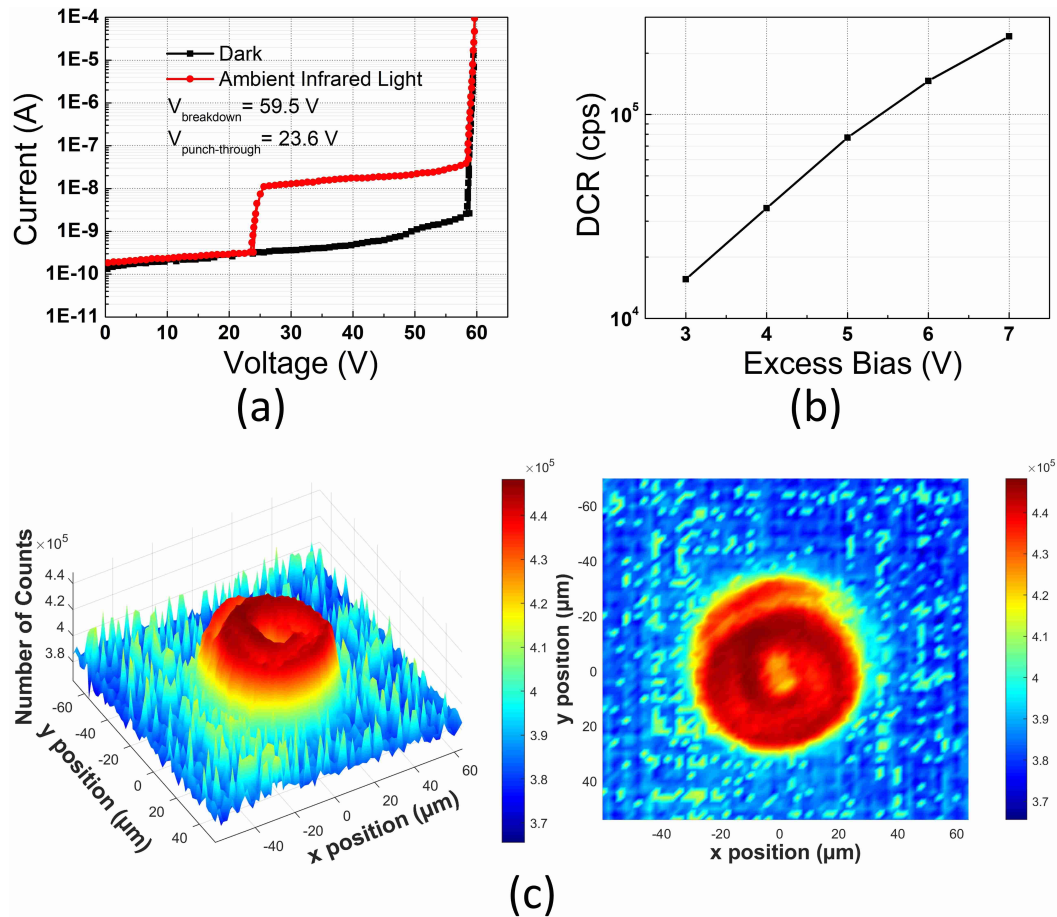 1E-4
1E-5
1E-6
1E-7
1E-8
1E-9
1E-10
1E-11
Current (A)
Dark
Ambient Infrared Light
V_breakdown = 59.5 V
V_punch-through = 23.6 V
0 10 20 30 40 50 60
Voltage (V)
(a)
DCR (cps)
10^5
10^4
3 4 5 6 7
Excess Bias (V)
(b)
×10^5
4.4
4.2
4
3.8
Number of Counts
-60
-40
-20
0
20
40
y position (µm)
-40
-20
0
20
40
60
x position (µm)
×10^5
4.4
4.3
4.2
4.1
4
3.9
3.8
3.7
-60
-40
-20
0
20
40
y position (µm)
-40 -20 0 20 40 60
x position (µm)
×10^5
4.4
4.3
4.2
4.1
4
3.9
3.8
3.7
(c)